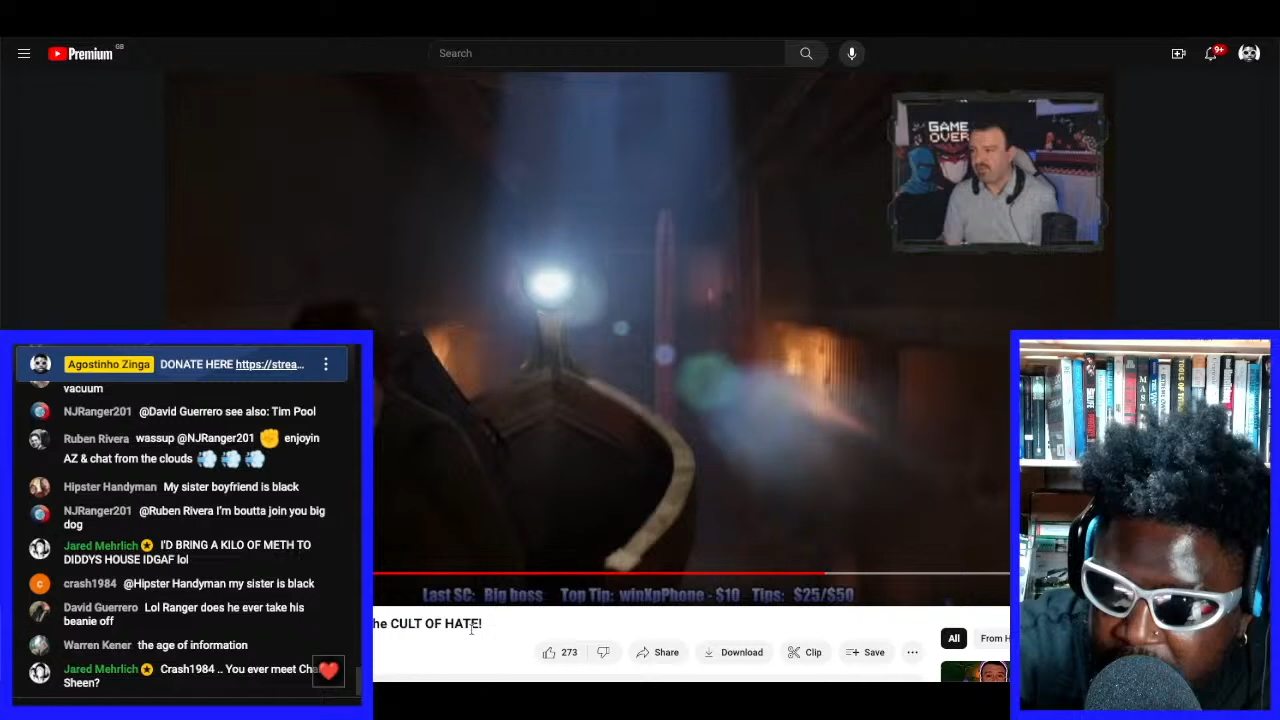 Premium GB
Search
9+
GAME
OVER
Agostinho Zinga DONATE HERE https://strea...
vacuum
NJRanger201 @David Guerrero see also: Tim Pool
Ruben Rivera wassup @NJRanger201 ✊ enjoyin
AZ & chat from the clouds 💨 💨 💨
Hipster Handyman My sister boyfriend is black
NJRanger201 @Ruben Rivera I'm boutta join you big
dog
Jared Mehrlich I'D BRING A KILO OF METH TO
DIDDYS HOUSE IDGAF lol
C crash1984 @Hipster Handyman my sister is black
David Guerrero Lol Ranger does he ever take his
beanie off
Warren Kener the age of information
Jared Mehrlich Crash1984 .. You ever meet Cha
Sheen?
Last SC: Big boss Top Tip: winXpPhone - $10 Tips: $25/$50
he CULT OF HATE!
273 Share Download Clip Save ...
All From H
TOOLS OF